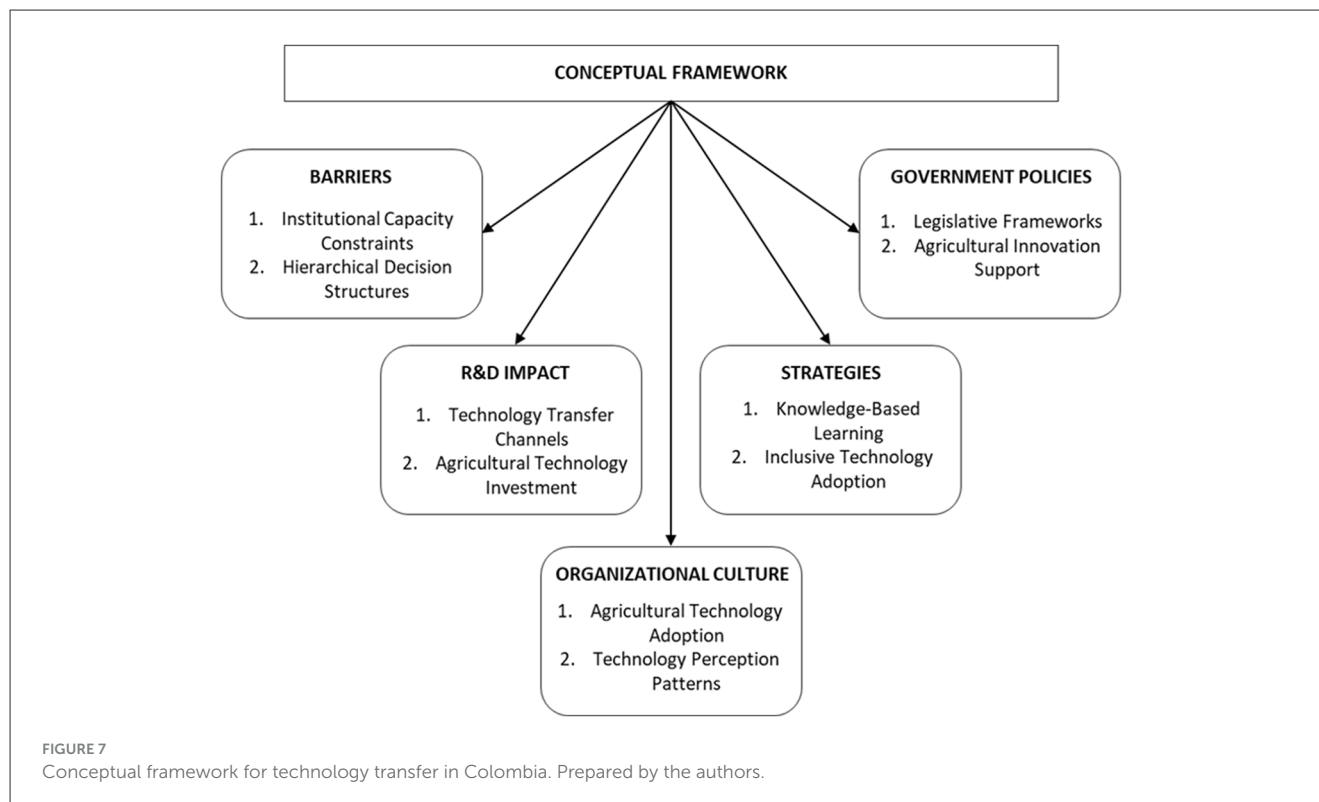 CONCEPTUAL FRAMEWORK
BARRIERS
1. Institutional Capacity
Constraints
2. Hierarchical Decision
Structures
GOVERNMENT POLICIES
1. Legislative Frameworks
2. Agricultural Innovation
Support
R&D IMPACT
1. Technology Transfer
Channels
2. Agricultural Technology
Investment
STRATEGIES
1. Knowledge-Based
Learning
2. Inclusive Technology
Adoption
ORGANIZATIONAL CULTURE
1. Agricultural Technology
Adoption
2. Technology Perception
Patterns
FIGURE 7
Conceptual framework for technology transfer in Colombia. Prepared by the authors.